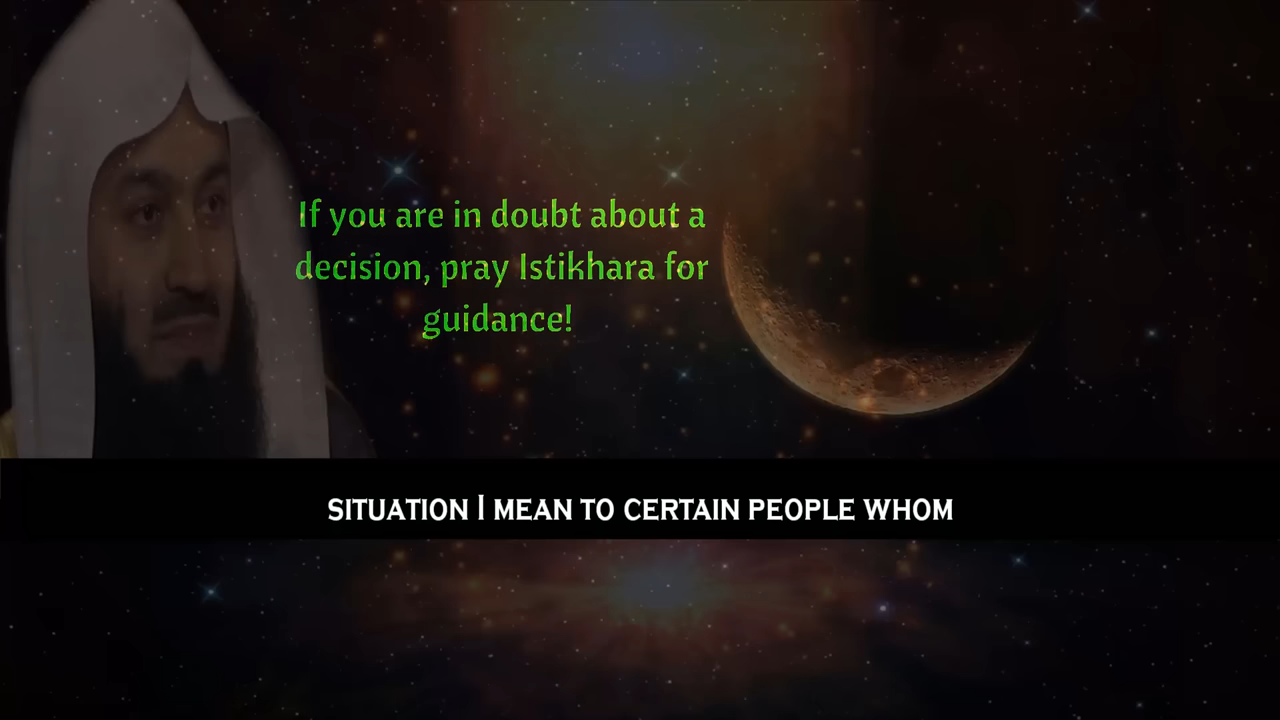 If you are in doubt about a
decision, pray Istikhara for
guidance!
SITUATION I MEAN TO CERTAIN PEOPLE WHOM